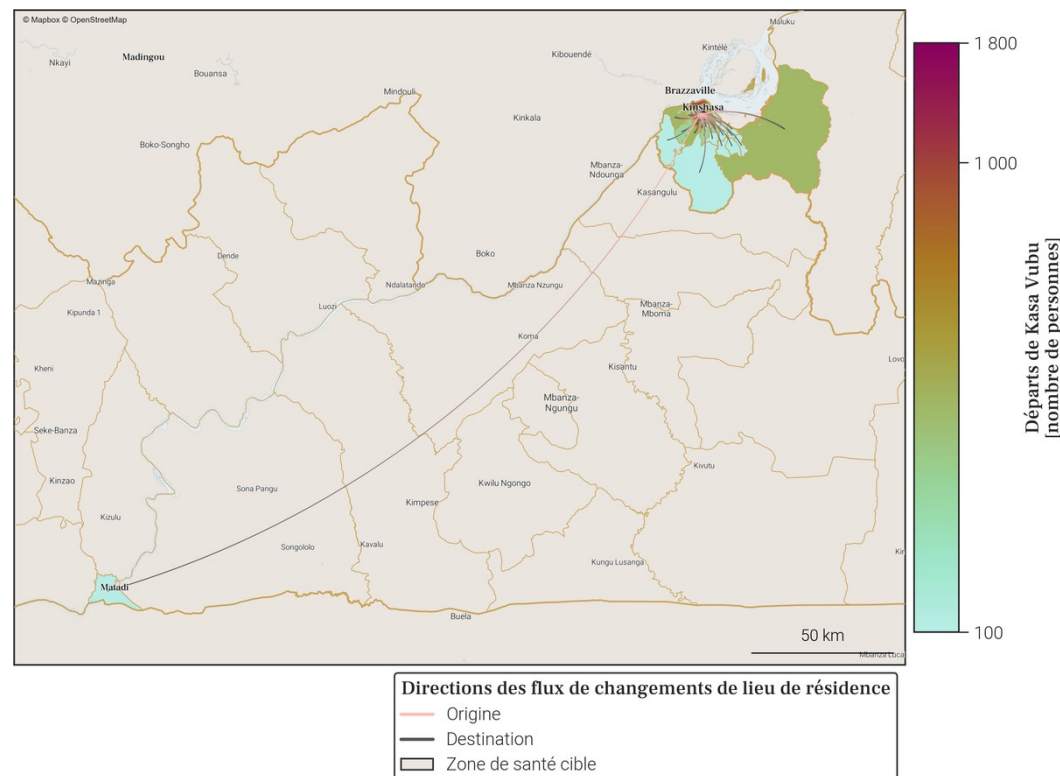 © Mapbox © OpenStreetMap
Maluku
Nkayi
Madingou
Bouansa
Kibouendé
Kintélé
Mindouli
Brazzaville
Kinshasa
Kinkala
Boko-Songho
Mbanza-
Ndounga
Kasangulu
Dende
Boko
Mazinga
Ndalatando
Mbanza Nzungu
Kipunda 1
Luozi
Mbanza-
Mboma
Koma
Kheni
Kisantu
Lovo
Mbanza-
Ngungu
Seke-Banza
Kinzao
Sona Pangu
Kwilu Ngongo
Kivutu
Kimpese
Kizulu
Songololo
Kavalu
Kungu Lusanga
Matadi
Buela
50 km
Mbanza Luca
1 800
1 000
100
Départs de Kasa Vubu
[nombre de personnes]
Directions des flux de changements de lieu de résidence
Origine
Destination
Zone de santé cible